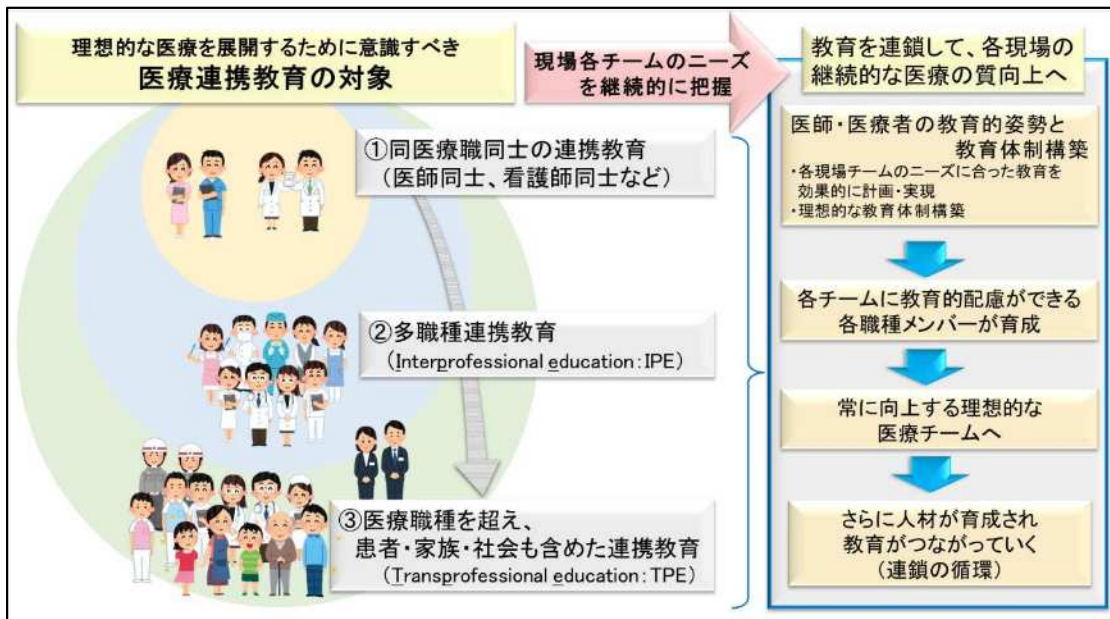 理想的な医療を展開するために意識すべき
医療連携教育の対象
①同医療職同士の連携教育
（医師同士、看護師同士など）
②多職種連携教育
（Interprofessional education：IPE）
③医療職種を超え、
患者・家族・社会も含めた連携教育
（Transprofessional education：TPE）
現場各チームのニーズ
を継続的に把握
教育を連鎖して、各現場の
継続的な医療の質向上へ
医師・医療者の教育的姿勢と
教育体制構築
・各現場チームのニーズに合った教育を
効果的に計画・実現
・理想的な教育体制構築
各チームに教育的配慮ができる
各職種メンバーが育成
常に向上する理想的な
医療チームへ
さらに人材が育成され
教育がつながっていく
（連鎖の循環）